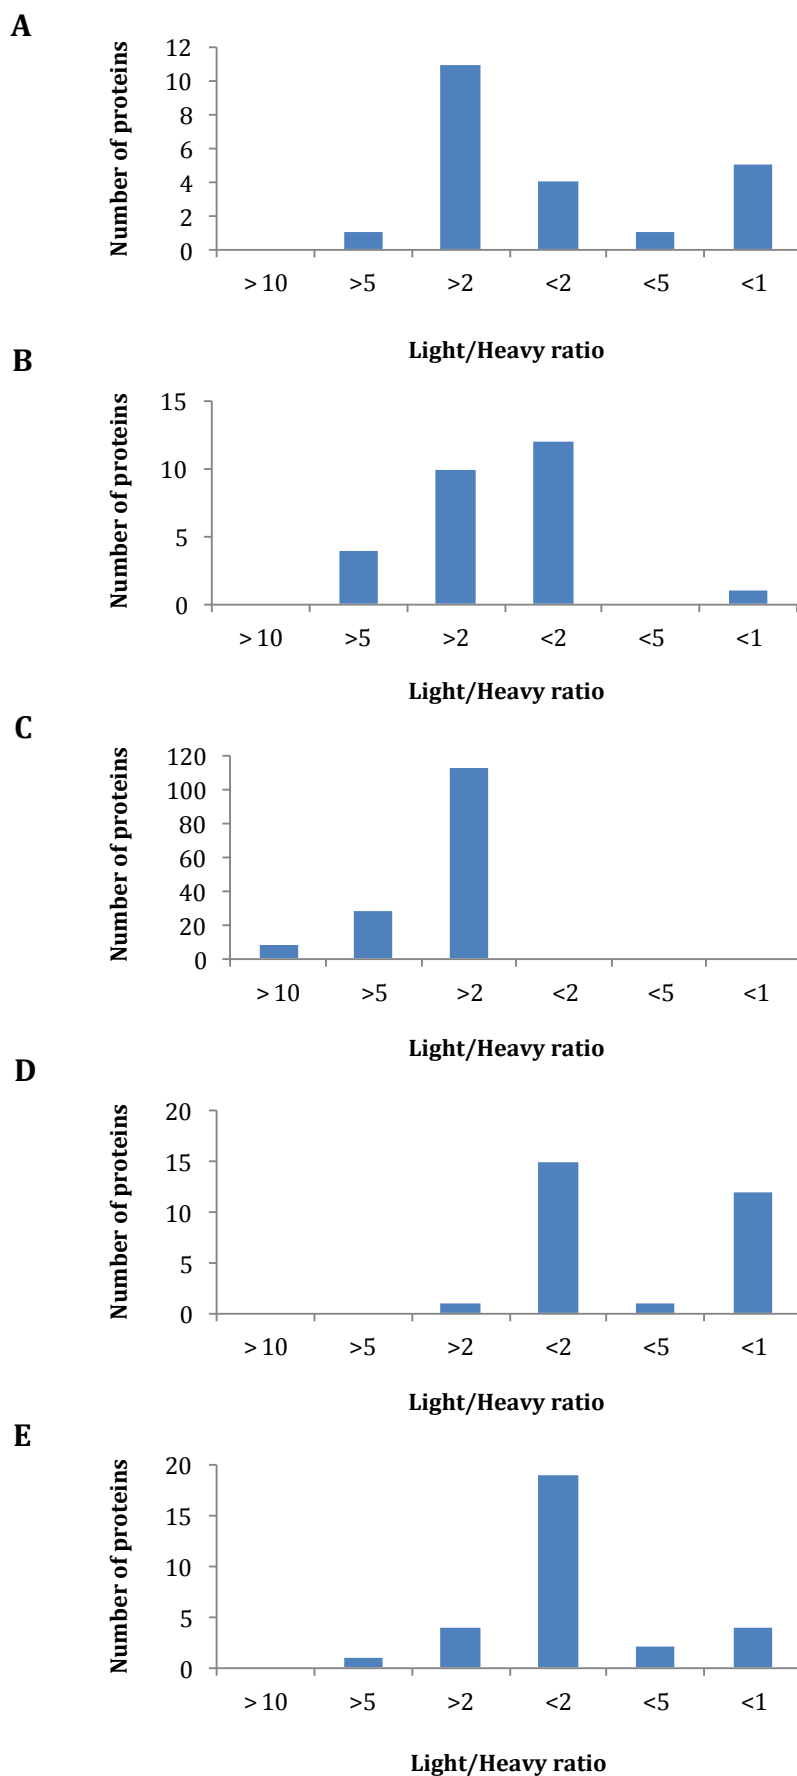 A
Number of proteins
12
10
8
6
4
2
0
> 10 >5 >2 <2 <5 <1
Light/Heavy ratio
B
Number of proteins
15
10
5
0
> 10 >5 >2 <2 <5 <1
Light/Heavy ratio
C
Number of proteins
120
100
80
60
40
20
0
> 10 >5 >2 <2 <5 <1
Light/Heavy ratio
D
Number of proteins
20
15
10
5
0
> 10 >5 >2 <2 <5 <1
Light/Heavy ratio
E
Number of proteins
20
15
10
5
0
> 10 >5 >2 <2 <5 <1
Light/Heavy ratio